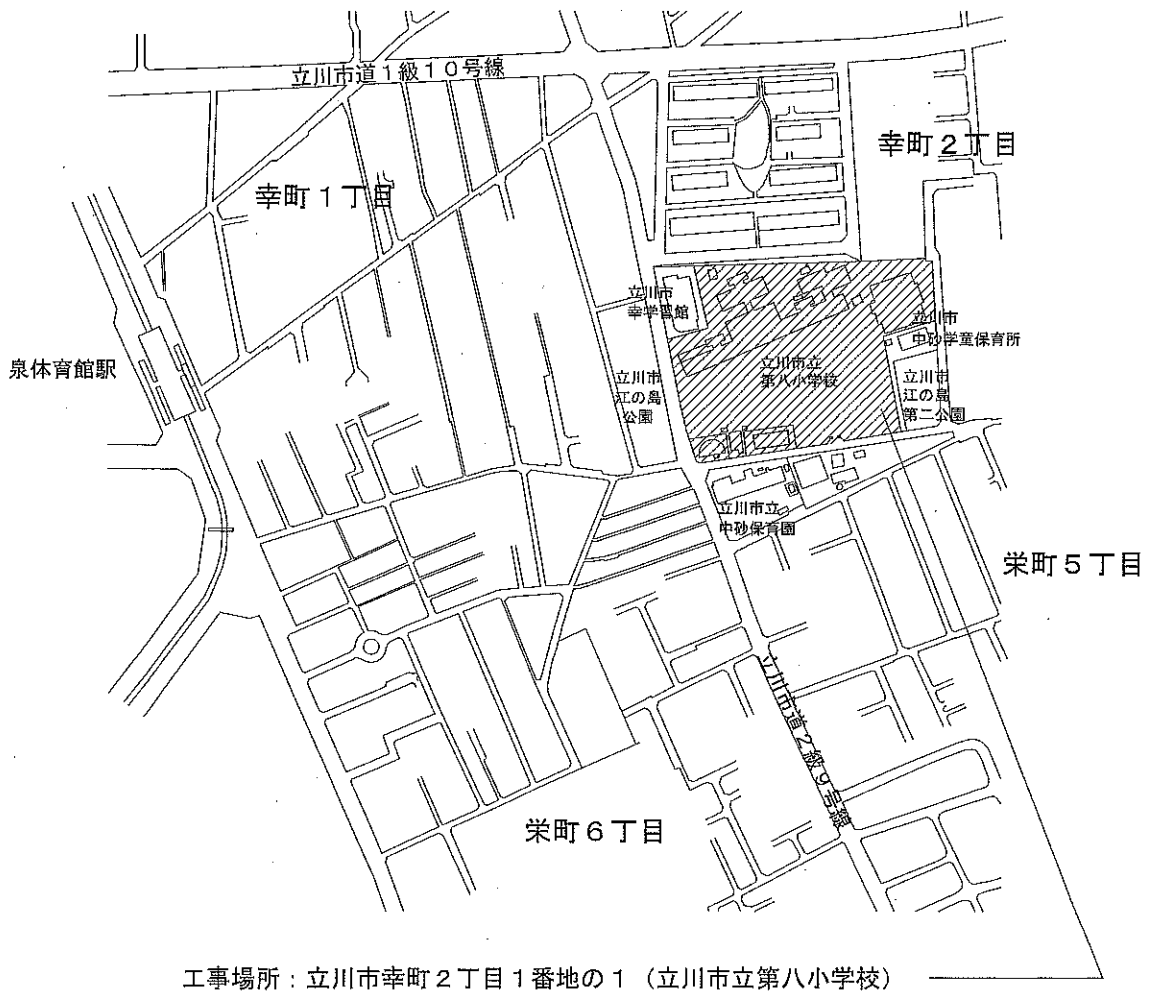 立川市道1級10号線
幸町2丁目
幸町1丁目
立川市
幸学習館
立川市
中砂学童保育所
泉体育館駅
立川市立
第八小学校
立川市
江の島
公園
立川市
江の島
第二公園
立川市立
中砂保育園
栄町5丁目
立川市道2級9号線
栄町6丁目
工事場所:立川市幸町2丁目1番地の1(立川市立第八小学校)